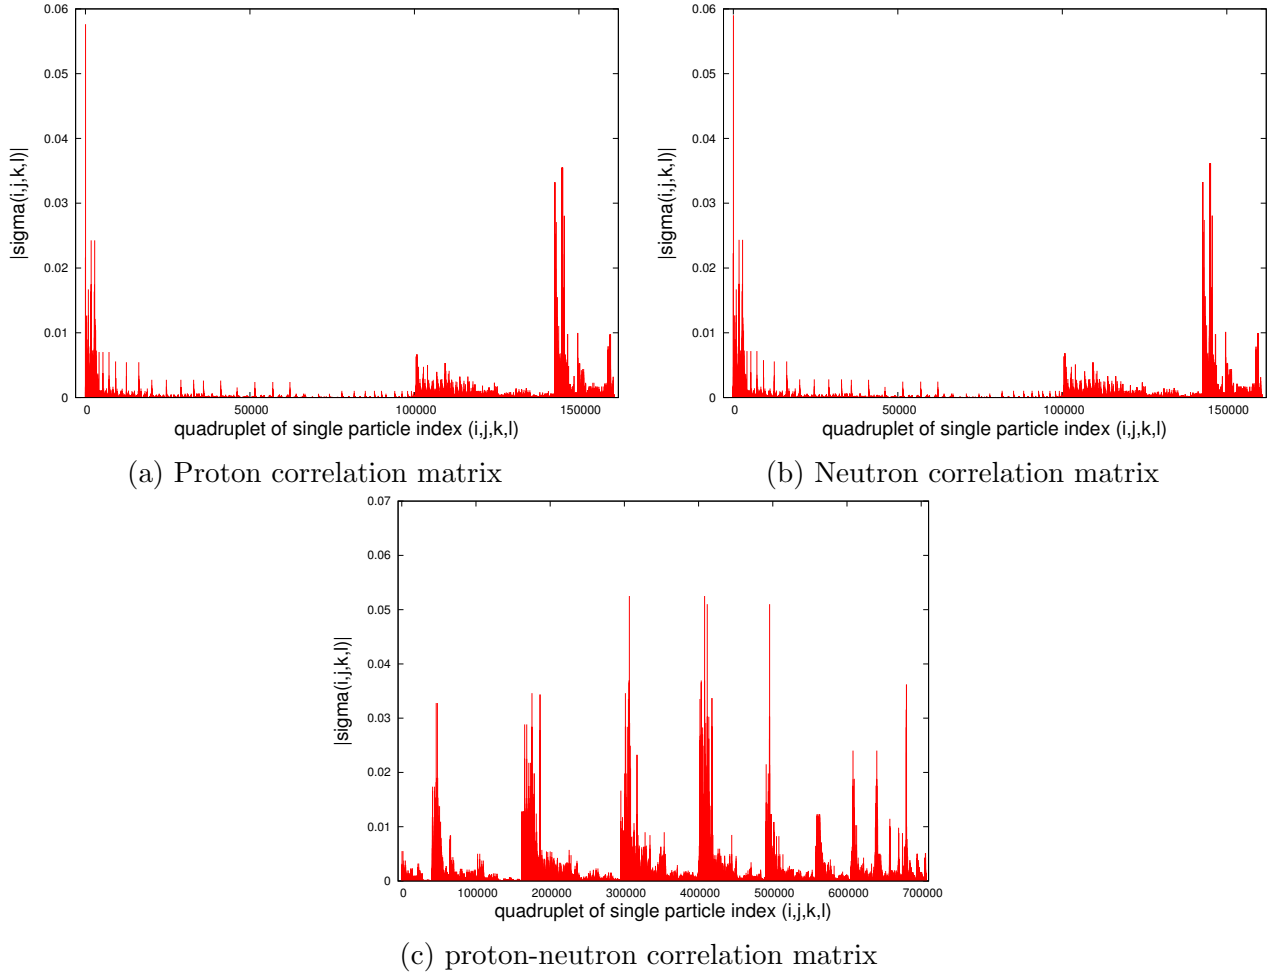 0.06
0.05
0.04
0.03
0.02
0.01
0
|sigma(i,j,k,l)|
0 50000 100000 150000
quadruplet of single particle index (i,j,k,l)
(a) Proton correlation matrix
0.06
0.05
0.04
0.03
0.02
0.01
0
|sigma(i,j,k,l)|
0 50000 100000 150000
quadruplet of single particle index (i,j,k,l)
(b) Neutron correlation matrix
0.07
0.06
0.05
0.04
0.03
0.02
0.01
0
|sigma(i,j,k,l)|
0 100000 200000 300000 400000 500000 600000 700000
quadruplet of single particle index (i,j,k,l)
(c) proton-neutron correlation matrix